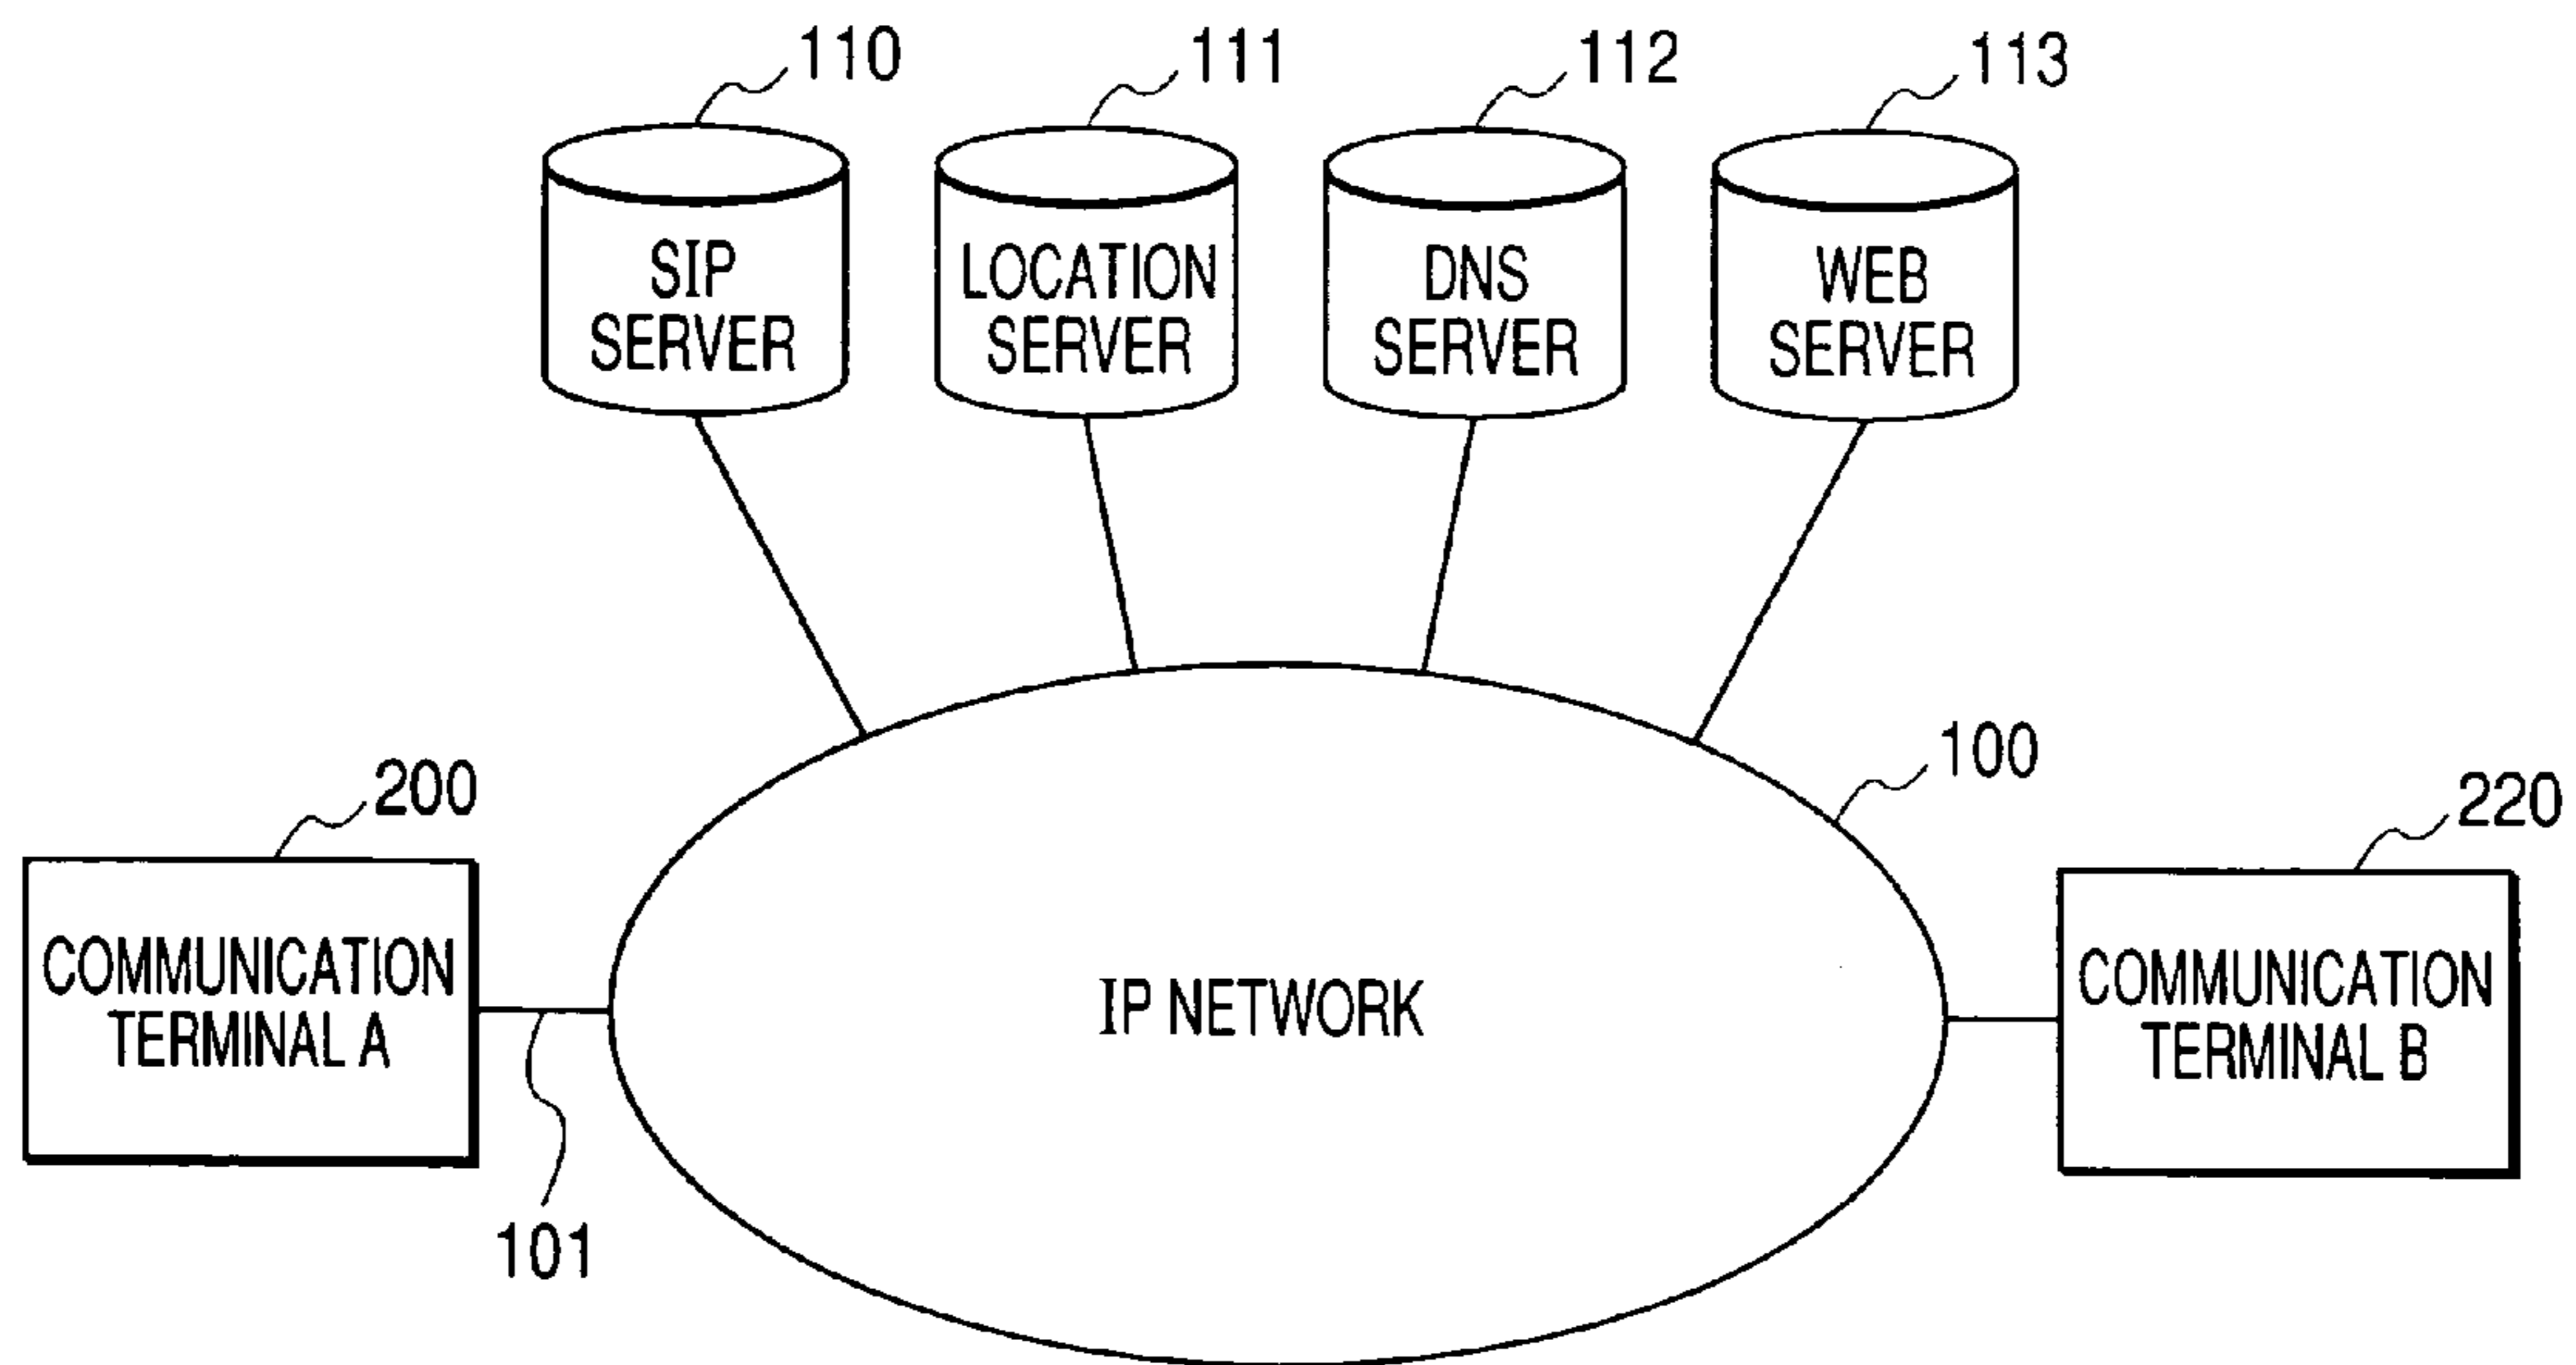 110
111
112
113
SIP
SERVER
LOCATION
SERVER
DNS
SERVER
WEB
SERVER
100
200
220
COMMUNICATION
TERMINAL A
IP NETWORK
COMMUNICATION
TERMINAL B
101